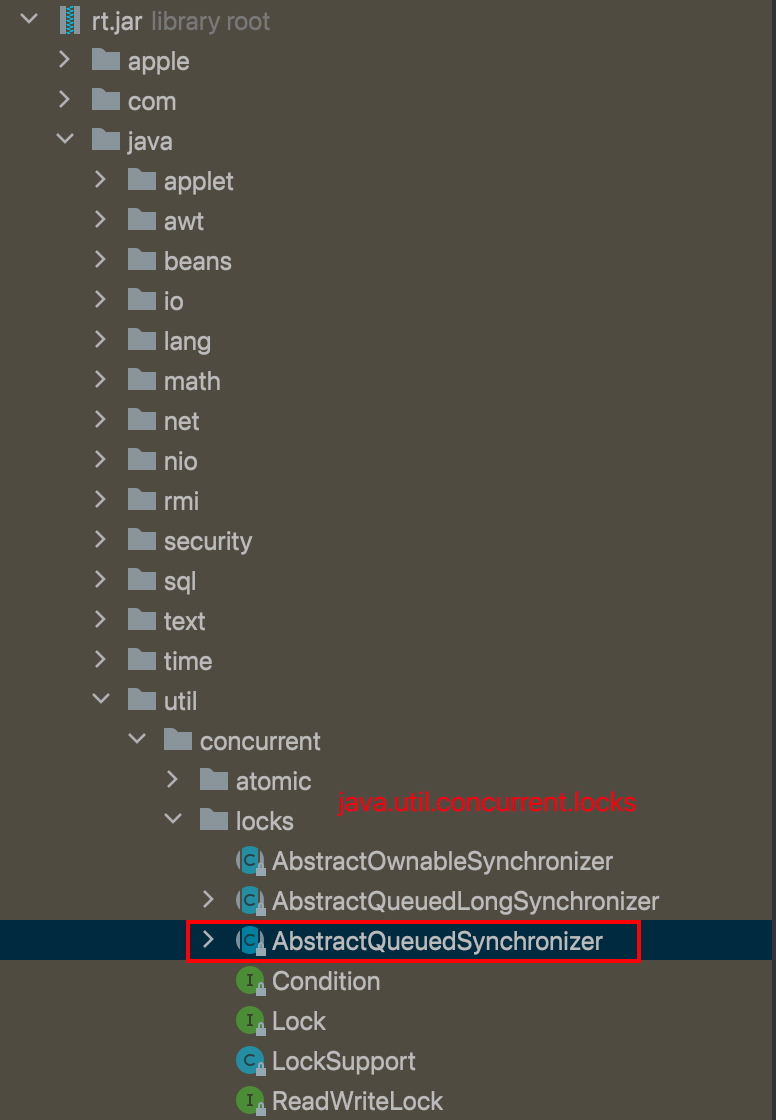 rt.jar library root
apple
com
java
applet
awt
beans
io
lang
math
net
nio
rmi
security
sql
text
time
util
concurrent
atomic
java.util.concurrent.locks
locks
AbstractOwnableSynchronizer
AbstractQueuedLongSynchronizer
AbstractQueuedSynchronizer
Condition
Lock
LockSupport
ReadWriteLock